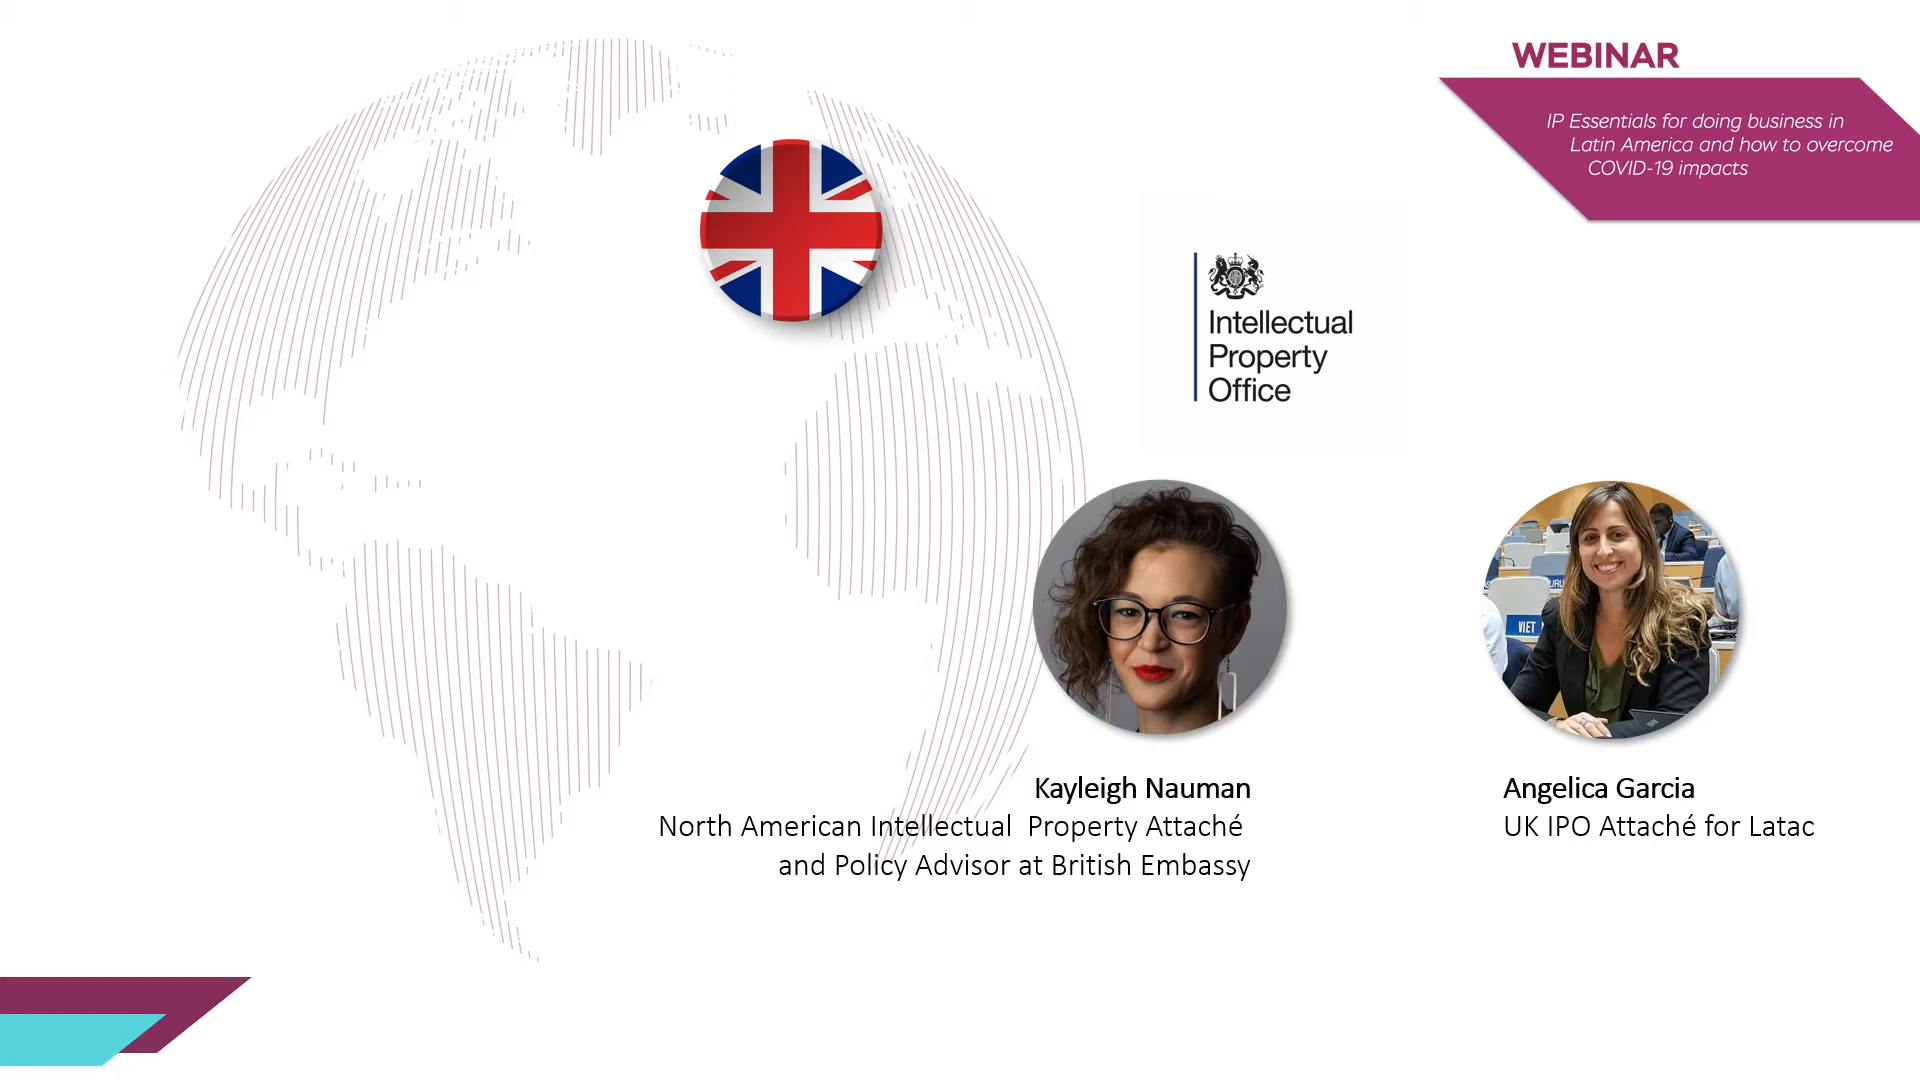 WEBINAR
IP Essentials for doing business in
Latin America and how to overcome
COVID-19 impacts
Intellectual
Property
Office
VIET
Kayleigh Nauman
North American Intellectual Property Attaché
and Policy Advisor at British Embassy
Angelica Garcia
UK IPO Attaché for Latac